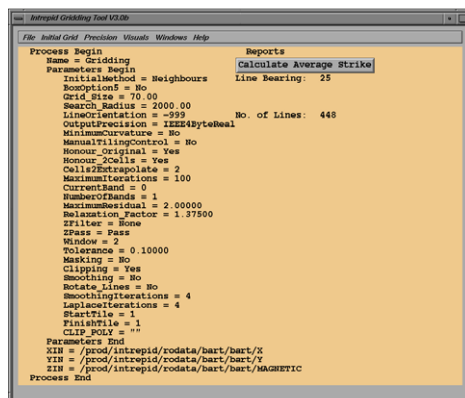 Intrepid Gridding Tool V3.0b
File Initial Grid Precision Visuals Windows Help
Process Begin
Name = Gridding
Parameters Begin
InitialMethod = Neighbours
BoxOption5 = No
Grid_Size = 70.00
Search_Radius = 2000.00
LineOrientation = -999
OutputPrecision = IEEE4ByteReal
MinimumCurvature = No
ManualTilingControl = No
Honour_Original = Yes
Honour_2Cells = Yes
Cells2Extrapolate = 2
MaximumIterations = 100
CurrentBand = 0
NumberOfBands = 1
MaximumResidual = 2.00000
Relaxation_Factor = 1.37500
ZFilter = None
ZPass = Pass
Window = 2
Tolerance = 0.10000
Masking = No
Clipping = Yes
Smoothing = No
Rotate_Lines = No
SmoothingIterations = 4
LaplaceIterations = 4
StartTile = 1
FinishTile = 1
CLIP_POLY = ""
Parameters End
XIN = /prod/intrepid/rodata/bart/bart/X
YIN = /prod/intrepid/rodata/bart/bart/Y
ZIN = /prod/intrepid/rodata/bart/bart/MAGNETIC
Process End
Reports
Calculate Average Strike
Line Bearing: 25
No. of Lines: 448